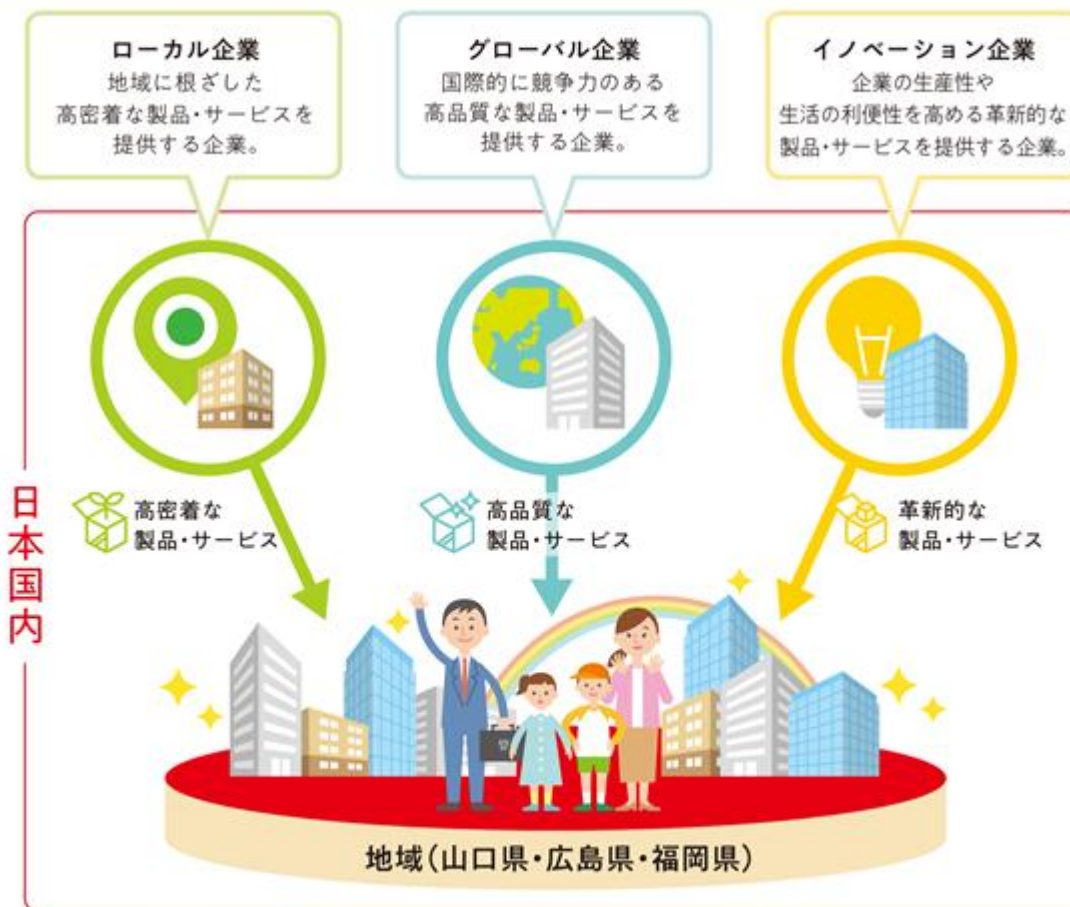 ローカル企業
地域に根ざした
高密着な製品・サービスを
提供する企業。
グローバル企業
国際的に競争力のある
高品質な製品・サービスを
提供する企業。
イノベーション企業
企業の生産性や
生活の利便性を高める革新的な
製品・サービスを提供する企業。
日本国内
高密着な
製品・サービス
高品質な
製品・サービス
革新的な
製品・サービス
地域(山口県・広島県・福岡県)